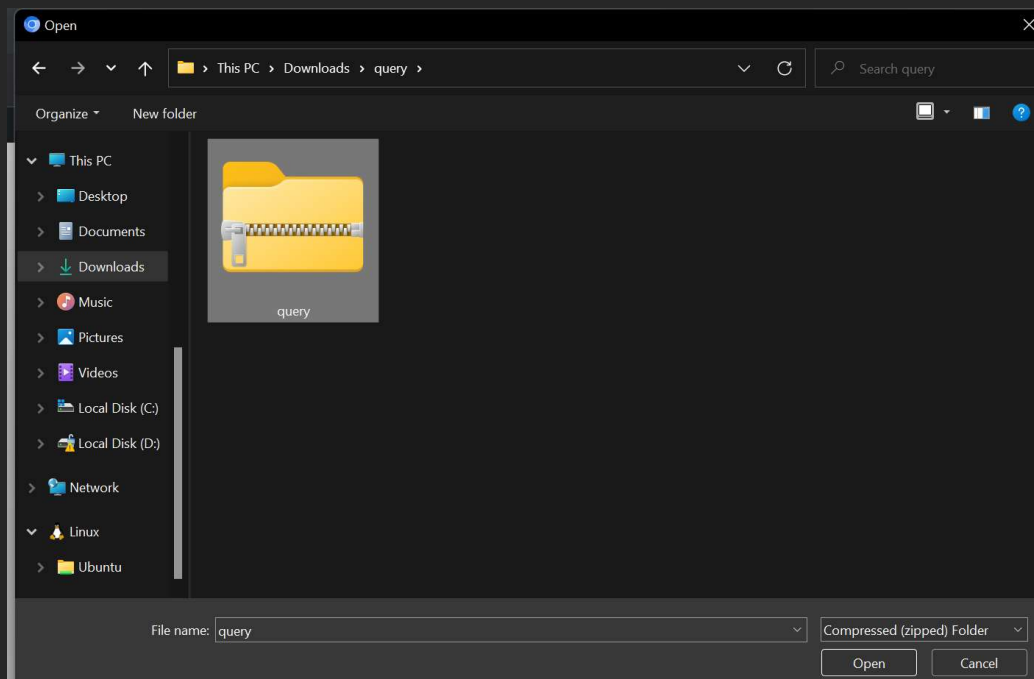 Open
This PC > Downloads > query >
Search query
Organize
New folder
This PC
Desktop
Documents
Downloads
Music
Pictures
Videos
Local Disk (C:)
Local Disk (D:)
Network
Linux
Ubuntu
query
File name: query
Compressed (zipped) Folder
Open
Cancel